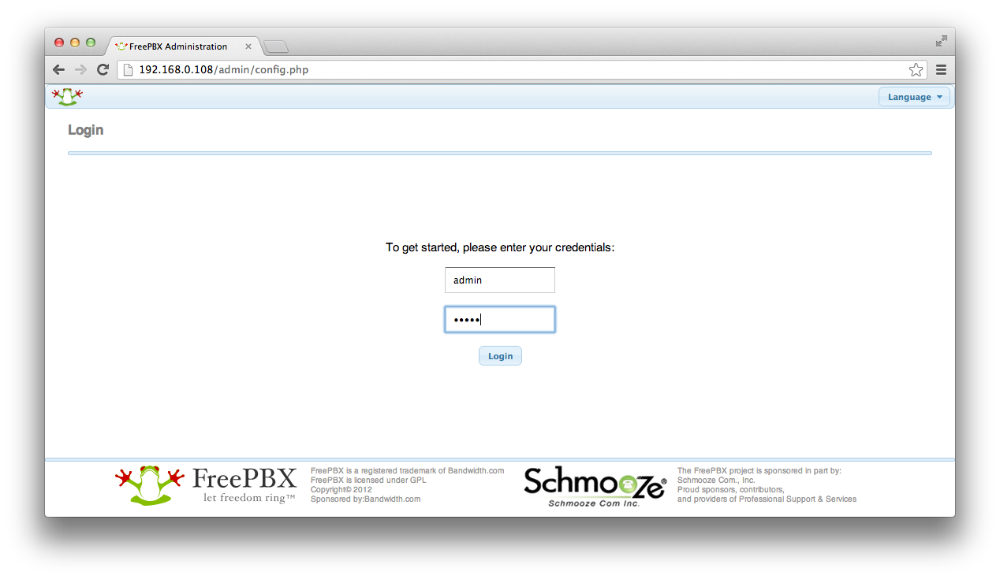 FreePBX Administration
192.168.0.108/admin/config.php
Language
Login
To get started, please enter your credentials:
admin
•••••
Login
FreePBX
let freedom ring™
FreePBX is a registered trademark of Bandwidth.com
FreePBX is licensed under GPL
Copyright© 2012
Sponsored by:Bandwidth.com
Schmooze®
Schmooze Com Inc.
The FreePBX project is sponsored in part by:
Schmooze Com., Inc.
Proud sponsors, contributors,
and providers of Professional Support & Services